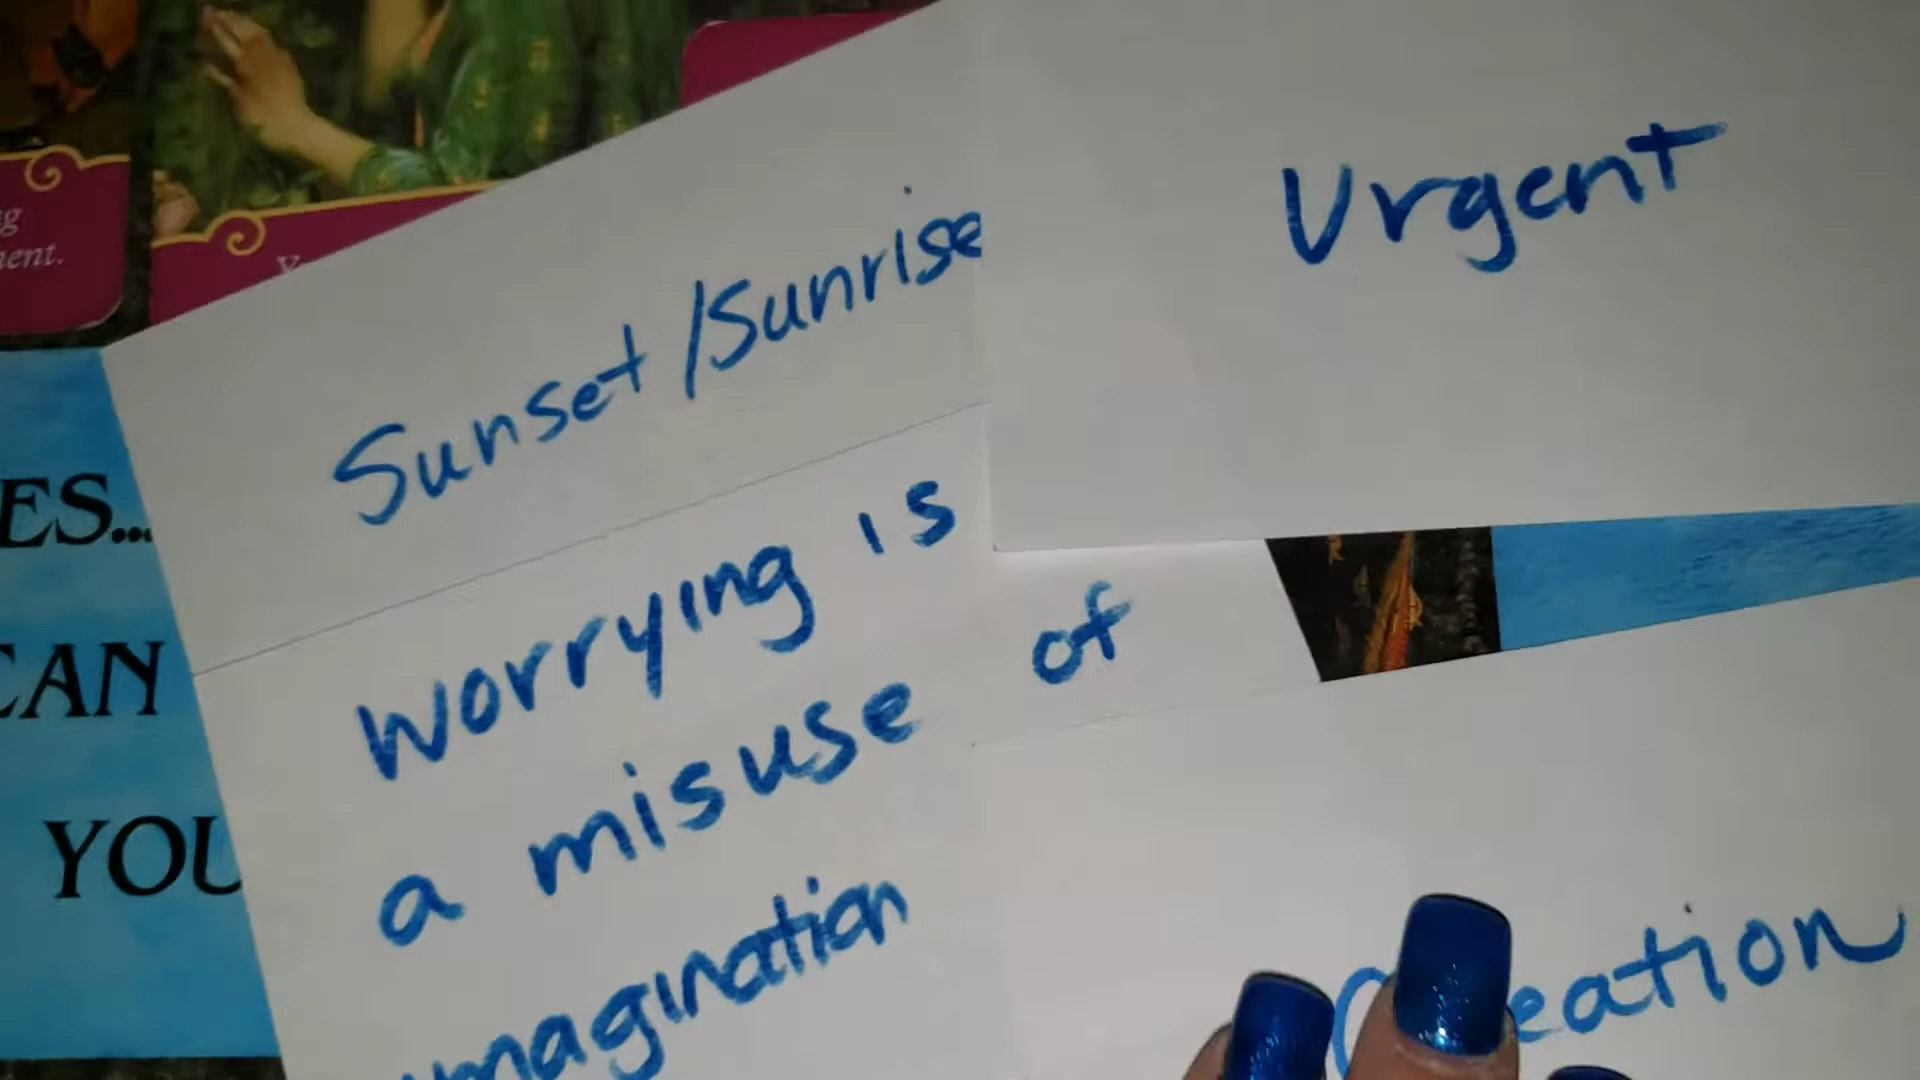 g
ent.
Y
Sunset/Sunrise
Urgent
ES...
CAN
YOU
Worrying is
a misuse of
imagination
eation